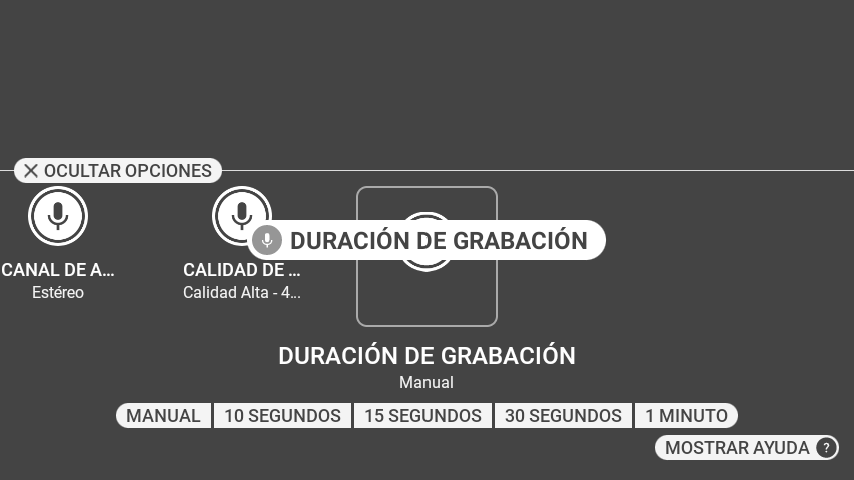 OCULTAR OPCIONES
DURACIÓN DE GRABACIÓN
CANAL DE A...
Estéreo
CALIDAD DE ...
Calidad Alta - 4...
DURACIÓN DE GRABACIÓN
Manual
MANUAL 10 SEGUNDOS 15 SEGUNDOS 30 SEGUNDOS 1 MINUTO
MOSTRAR AYUDA ?